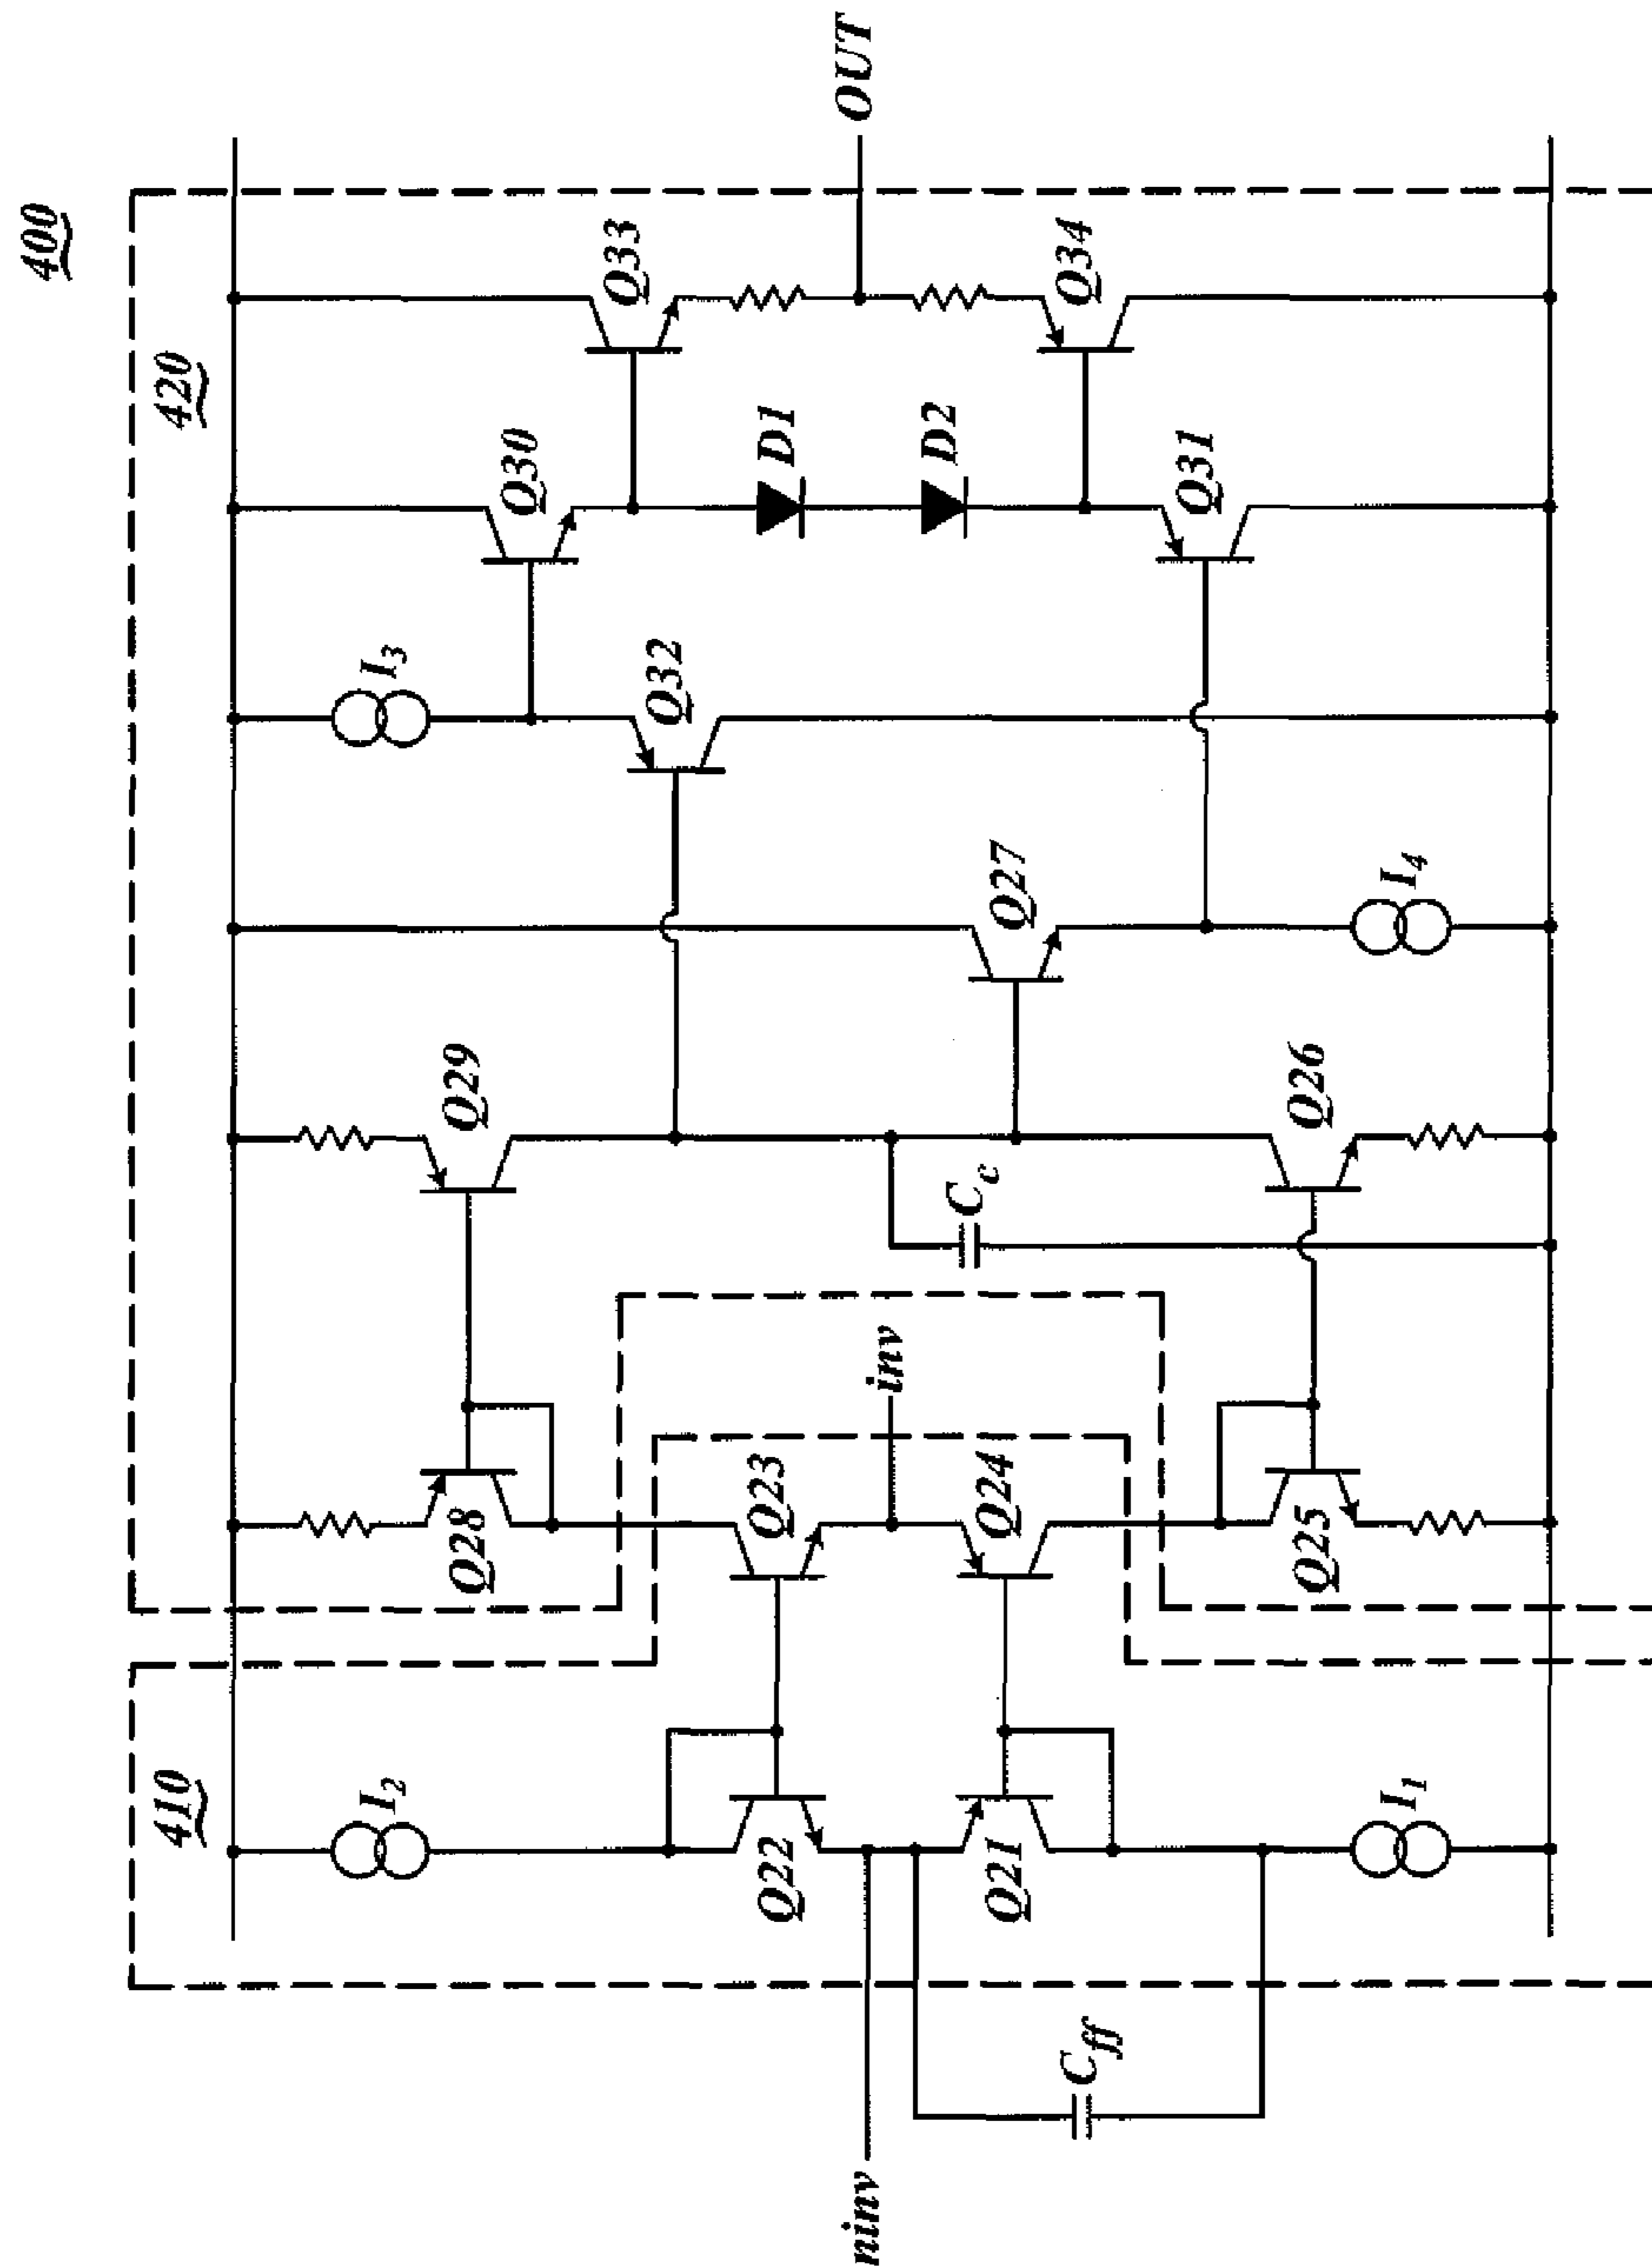 400
410
420
I2
I1
Q22
Q21
Cff
ninv
Q28
Q23
Q24
Q25
inv
Q29
Cc
Q26
Q27
I4
I3
Q32
Q30
D1
D2
Q31
Q33
Q34
OUT